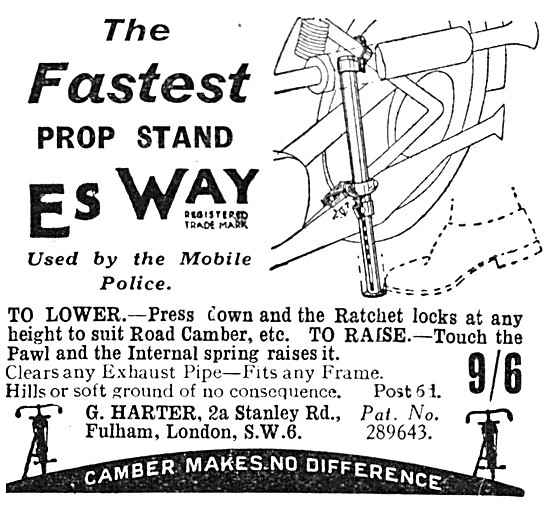 The
Fastest
PROP STAND
Es WAY
REGISTERED
TRADE MARK
Used by the Mobile
Police.
TO LOWER.—Press down and the Ratchet locks at any
height to suit Road Camber, etc. TO RAISE.—Touch the
Pawl and the Internal spring raises it.
Clears any Exhaust Pipe—Fits any Frame.
Hills or soft ground of no consequence. Post 6d.
9/6
G. HARTER, 2a Stanley Rd., Pat. No.
Fulham, London, S.W.6. 289643.
CAMBER MAKES NO DIFFERENCE